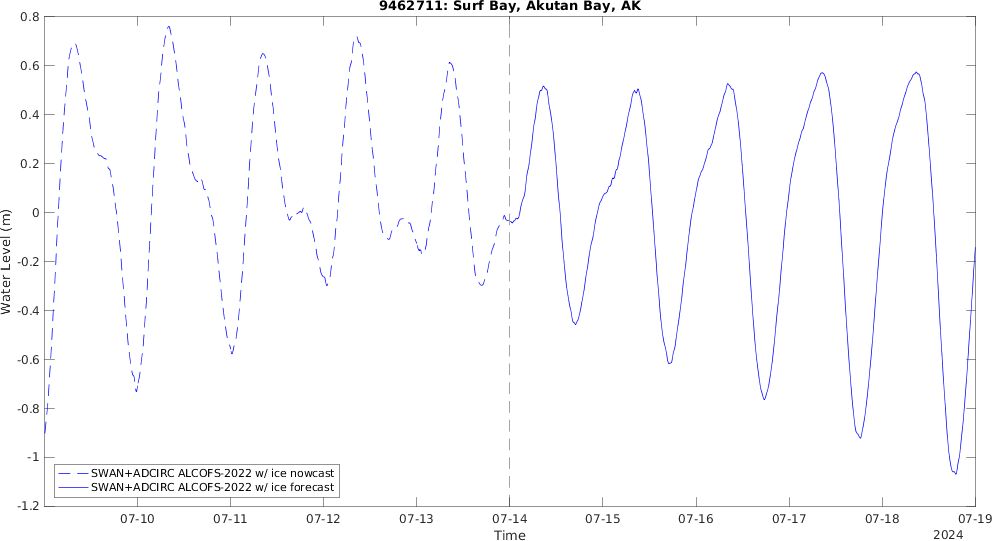 9462711: Surf Bay, Akutan Bay, AK
0.8
0.6
0.4
0.2
0
-0.2
-0.4
-0.6
-0.8
-1
-1.2
Water Level (m)
SWAN+ADCIRC ALCOFS-2022 w/ ice nowcast
SWAN+ADCIRC ALCOFS-2022 w/ ice forecast
07-10 07-11 07-12 07-13 07-14 07-15 07-16 07-17 07-18 07-19
Time
2024